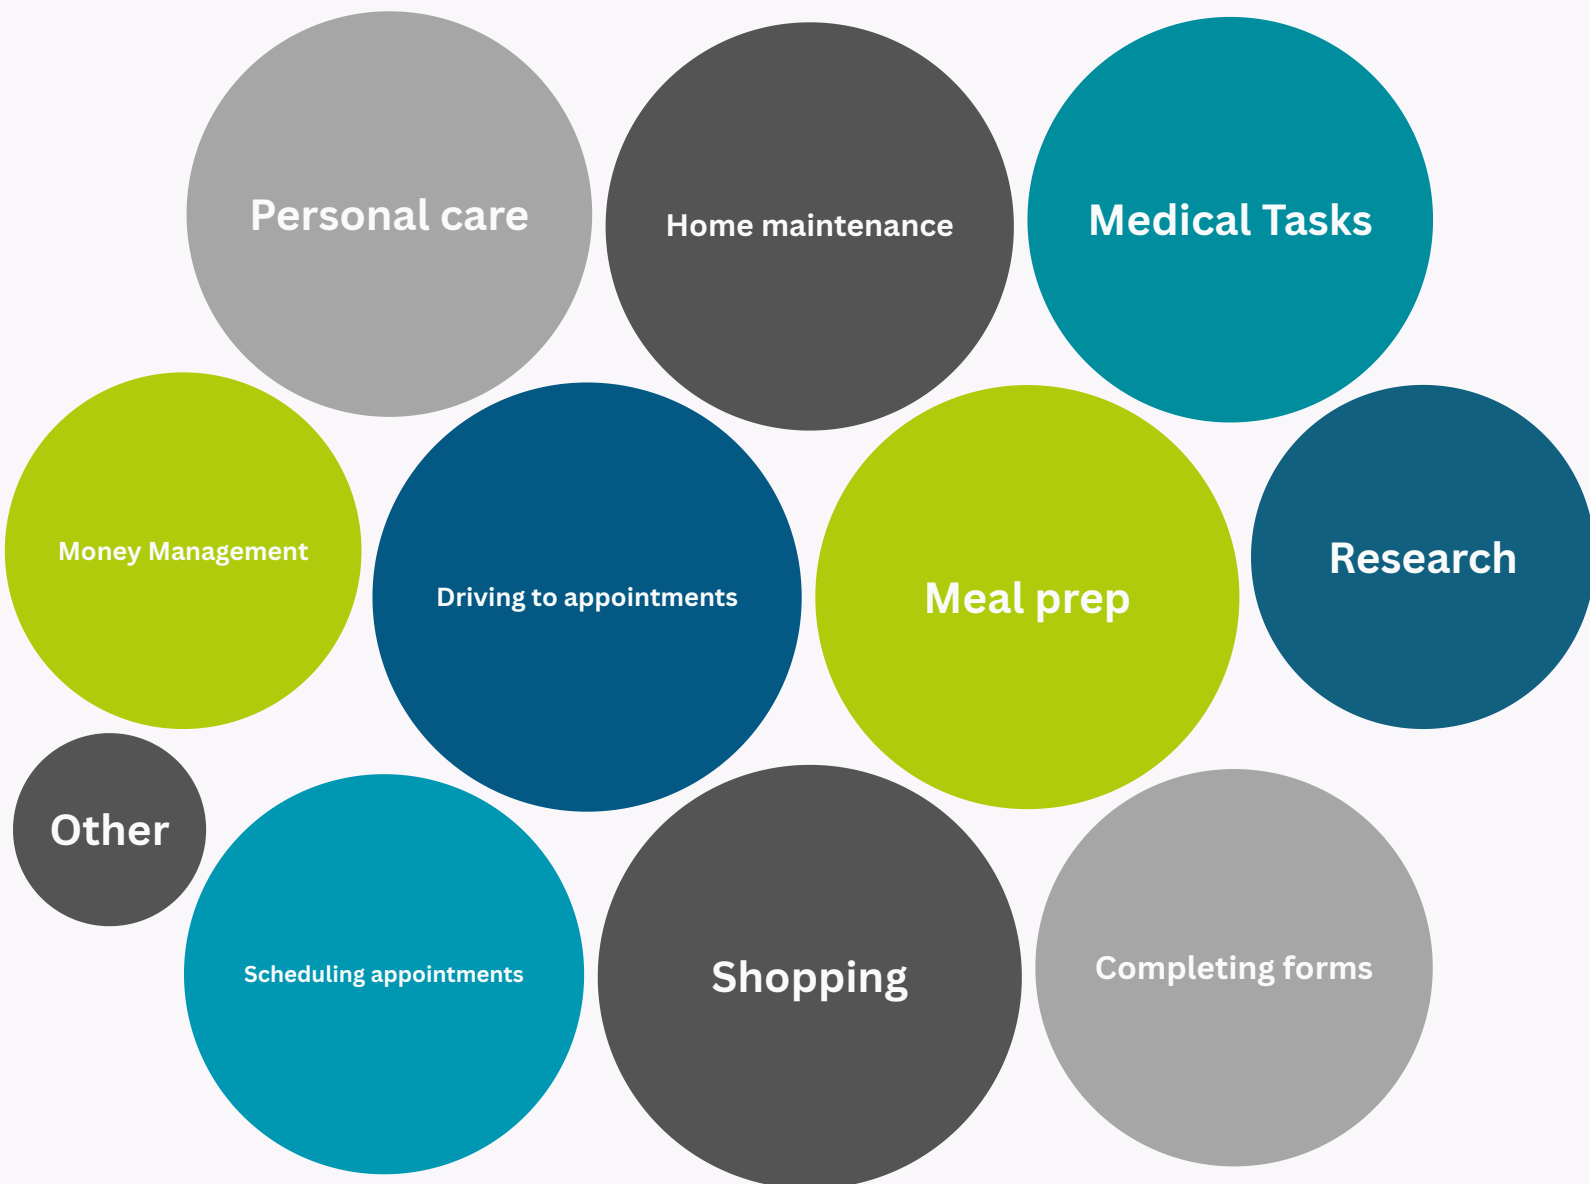 Personal care
Home maintenance
Medical Tasks
Money Management
Driving to appointments
Meal prep
Research
Other
Scheduling appointments
Shopping
Completing forms